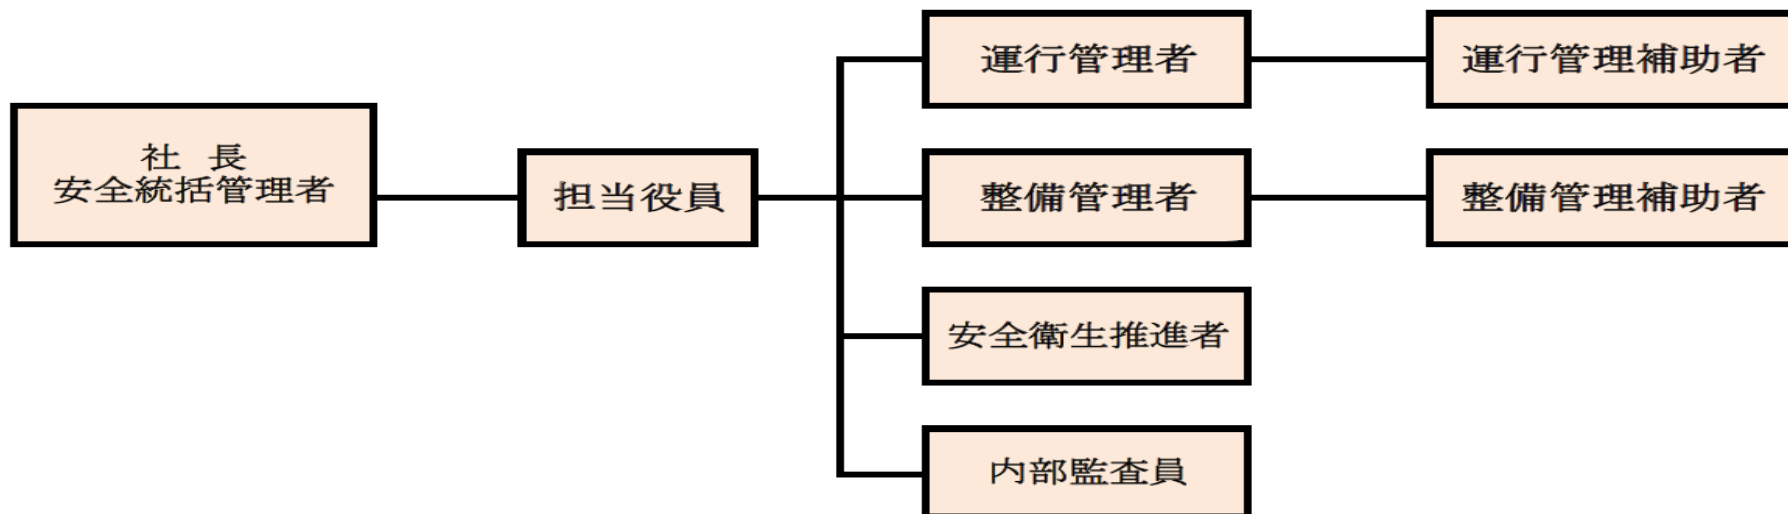 社 長
安全統括管理者
担当役員
運行管理者
運行管理補助者
整備管理者
整備管理補助者
安全衛生推進者
内部監査員